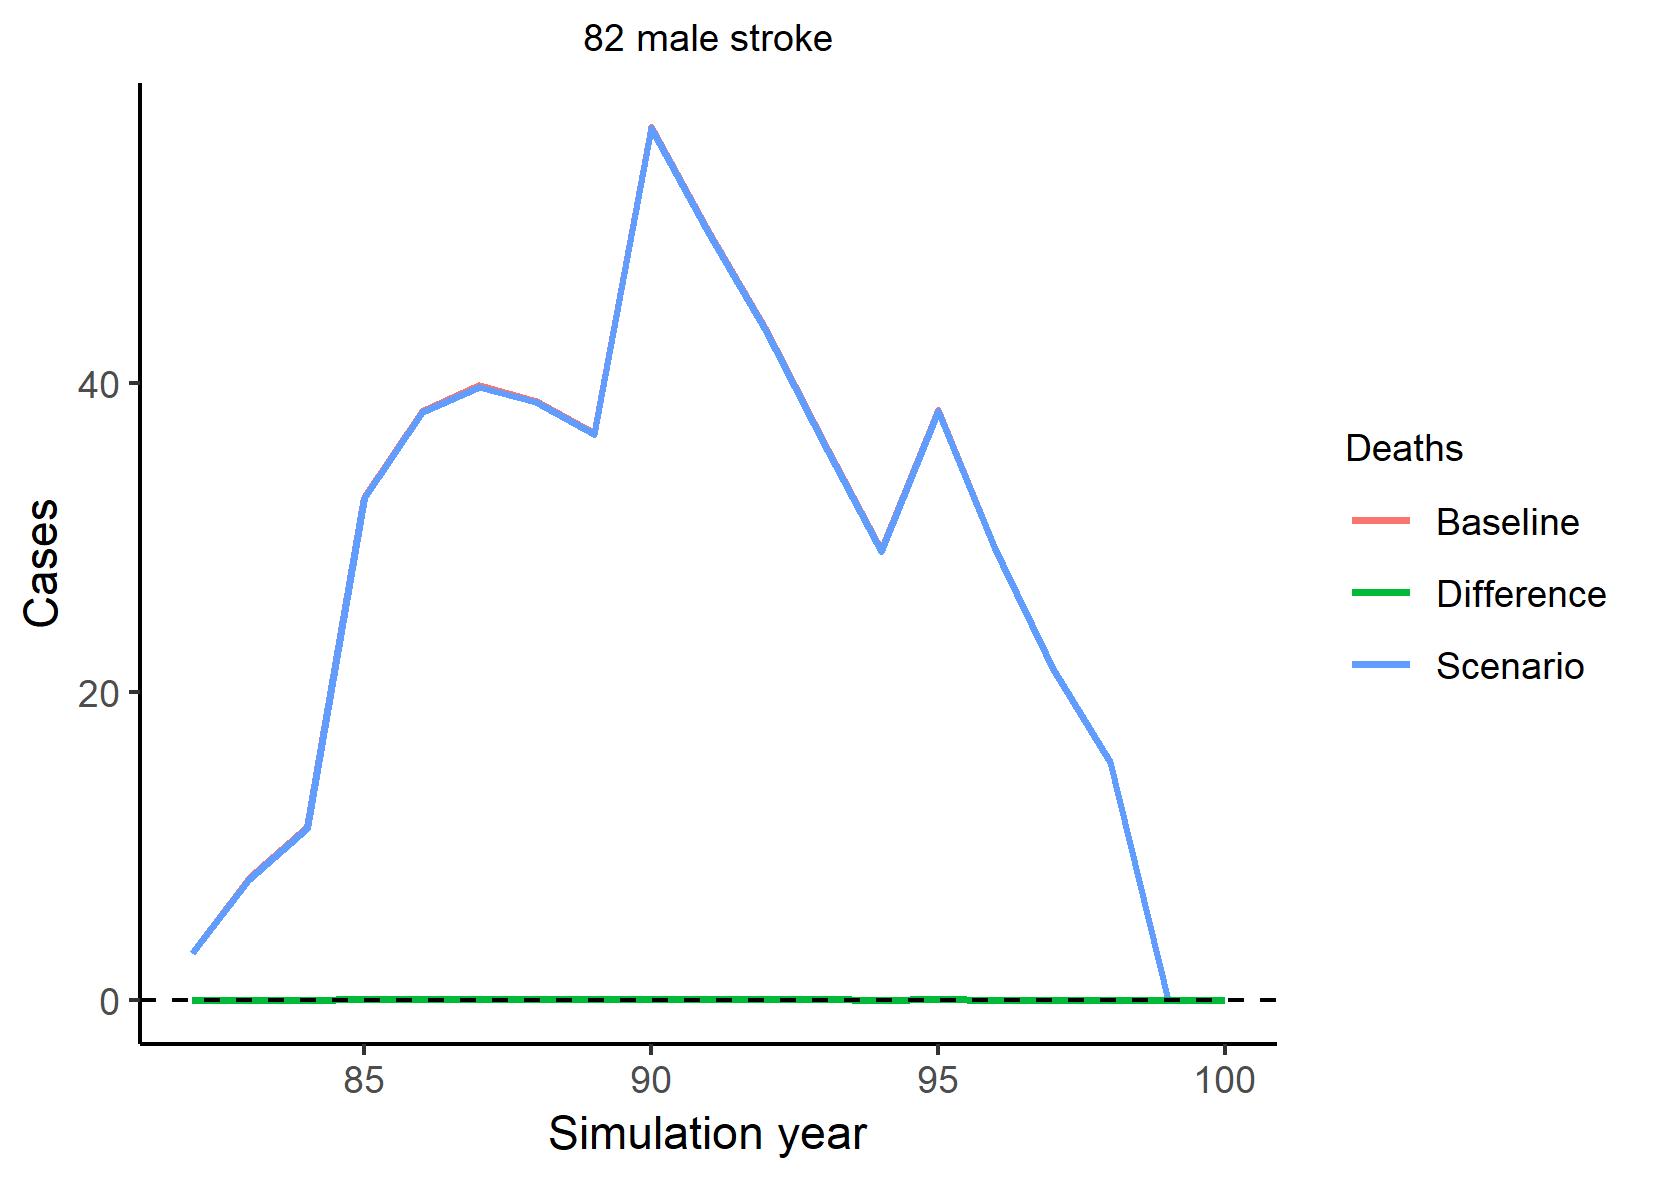 82 male stroke
Cases
40
20
0
85 90 95 100
Simulation year
Deaths
Baseline
Difference
Scenario